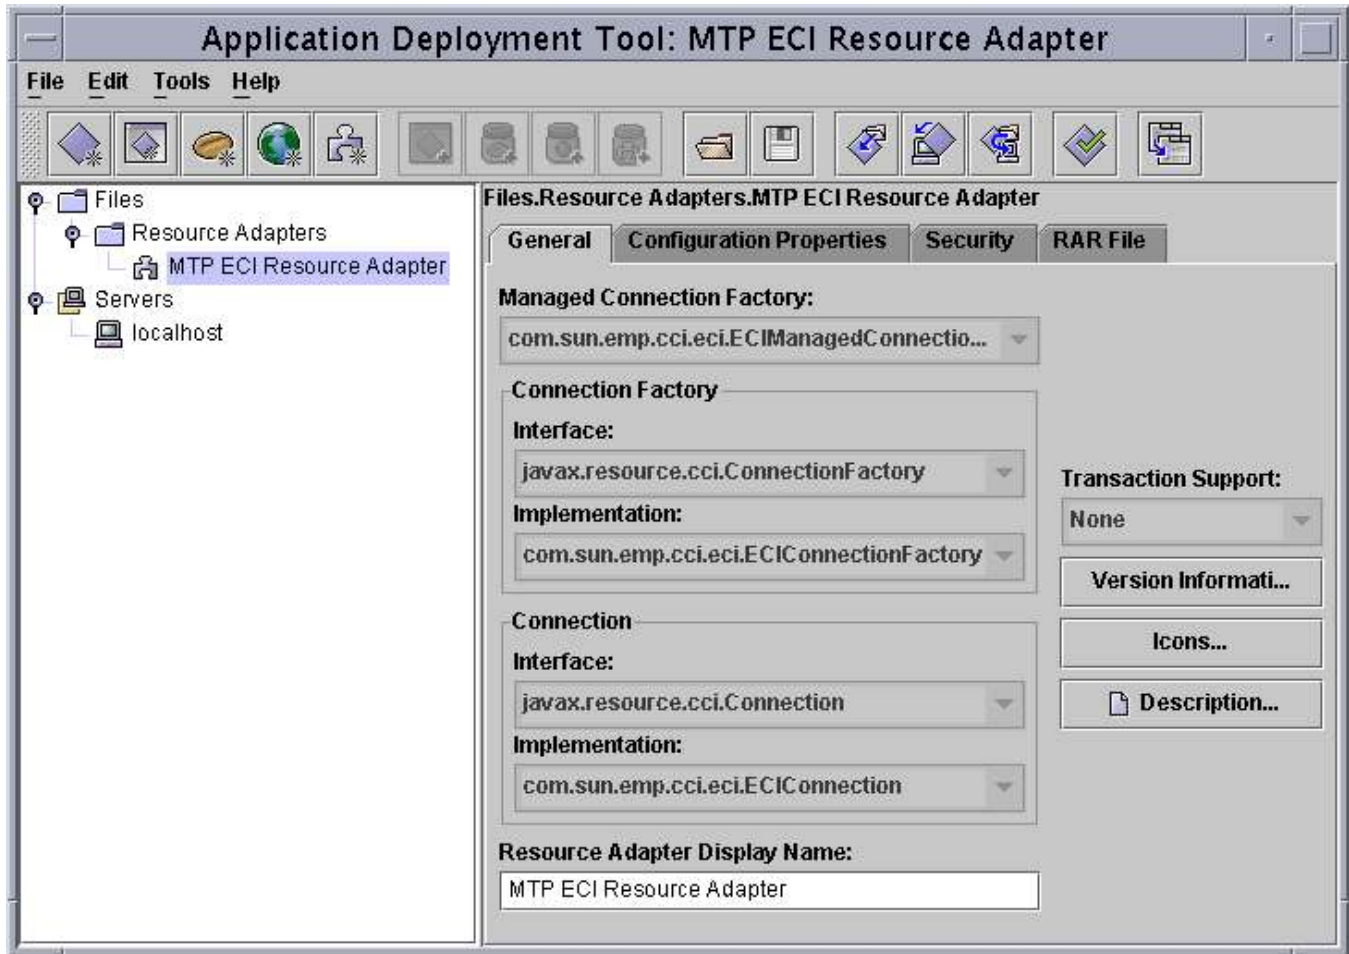 Application Deployment Tool: MTP ECI Resource Adapter
File Edit Tools Help
Files
Resource Adapters
MTP ECI Resource Adapter
Servers
localhost
Files.Resource Adapters.MTP ECI Resource Adapter
General Configuration Properties Security RAR File
Managed Connection Factory:
com.sun.emp.cci.eci.ECIManagedConnectio...
Connection Factory
Interface:
javax.resource.cci.ConnectionFactory
Implementation:
com.sun.emp.cci.eci.ECIConnectionFactory
Connection
Interface:
javax.resource.cci.Connection
Implementation:
com.sun.emp.cci.eci.ECIConnection
Resource Adapter Display Name:
MTP ECI Resource Adapter
Transaction Support:
None
Version Informati...
Icons...
Description...